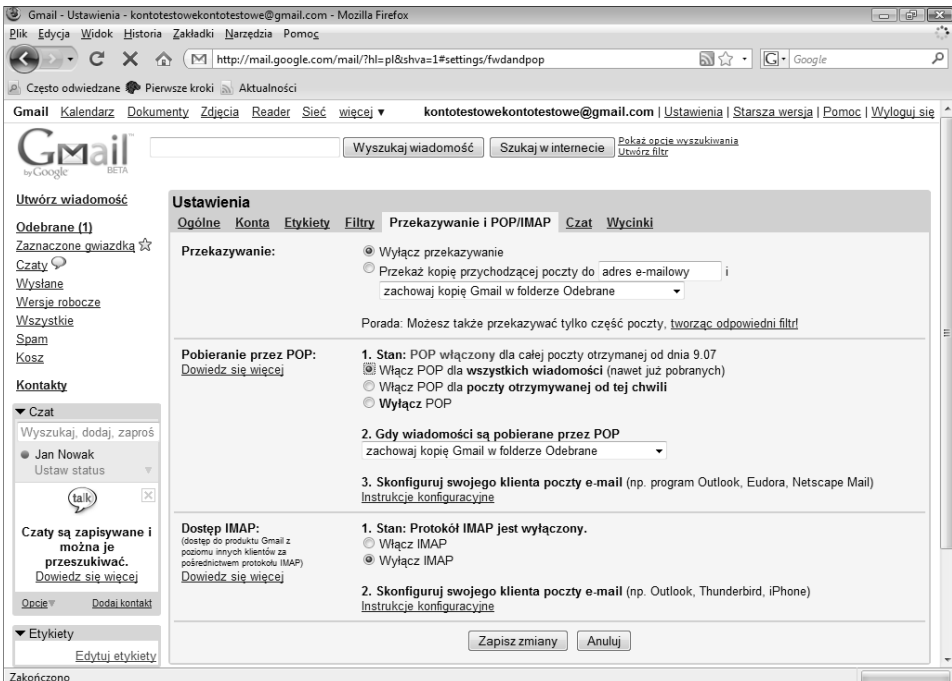 Gmail - Ustawienia - kontotestowekontotestowe@gmail.com - Mozilla Firefox
Plik Edycja Widok Historia Zakładki Narzędzia Pomoc
http://mail.google.com/mail/?hl=pl&shva=1#settings/fwdandpop
G Google
Często odwiedzane Pierwsze kroki Aktualności
Gmail Kalendarz Dokumenty Zdjęcia Reader Sieć więcej ▼ kontotestowekontotestowe@gmail.com | Ustawienia | Starsza wersja | Pomoc | Wyloguj się
Gmail by Google BETA
Wyszukaj wiadomość Szukaj w internecie
Pokaż opcje wyszukiwania
Utwórz filtr
Utwórz wiadomość
Odebrane (1)
Zaznaczone gwiazdką
Czaty
Wysłane
Wersje robocze
Wszystkie
Spam
Kosz
Kontakty
▼ Czat
Wyszukaj, dodaj, zaproś
Jan Nowak
Ustaw status
talk
Czaty są zapisywane i
można je
przeszukiwać.
Dowiedz się więcej
Opcje Dodaj kontakt
▼ Etykiety
Edytuj etykiety
Ustawienia
Ogólne Konta Etykiety Filtry Przekazywanie i POP/IMAP Czat Wycinki
Przekazywanie:
Wyłącz przekazywanie
Przekaż kopię przychodzącej poczty do adres e-mailowy i
zachowaj kopię Gmail w folderze Odebrane
Porada: Możesz także przekazywać tylko część poczty, tworząc odpowiedni filtr!
Pobieranie przez POP:
Dowiedz się więcej
1. Stan: POP włączony dla całej poczty otrzymanej od dnia 9.07
Włącz POP dla wszystkich wiadomości (nawet już pobranych)
Włącz POP dla poczty otrzymywanej od tej chwili
Wyłącz POP
2. Gdy wiadomości są pobierane przez POP
zachowaj kopię Gmail w folderze Odebrane
3. Skonfiguruj swojego klienta poczty e-mail (np. program Outlook, Eudora, Netscape Mail)
Instrukcje konfiguracyjne
Dostęp IMAP:
(dostęp do produktu Gmail z
poziomu innych klientów za
pośrednictwem protokołu IMAP)
Dowiedz się więcej
1. Stan: Protokół IMAP jest wyłączony.
Włącz IMAP
Wyłącz IMAP
2. Skonfiguruj swojego klienta poczty e-mail (np. Outlook, Thunderbird, iPhone)
Instrukcje konfiguracyjne
Zapisz zmiany Anuluj
Zakończono